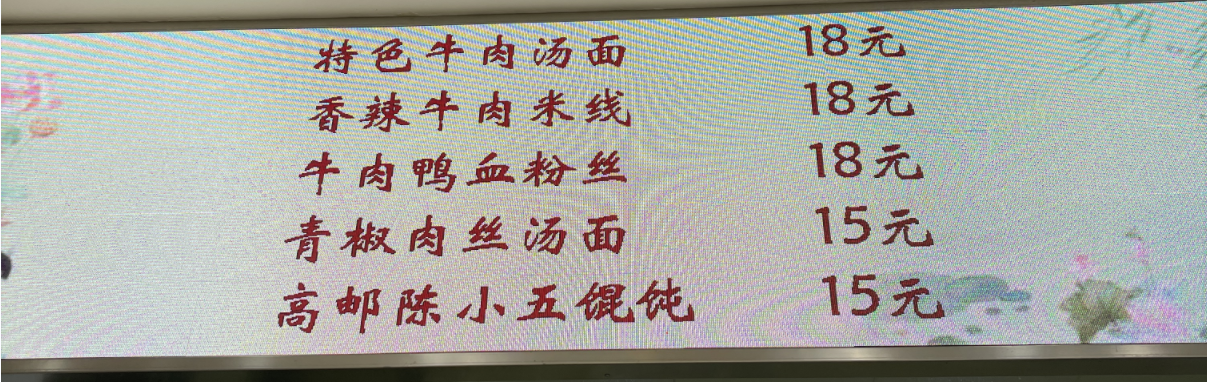 特色牛肉汤面 18元
香辣牛肉米线 18元
牛肉鸭血粉丝 18元
青椒肉丝汤面 15元
高邮陈小五馄饨 15元